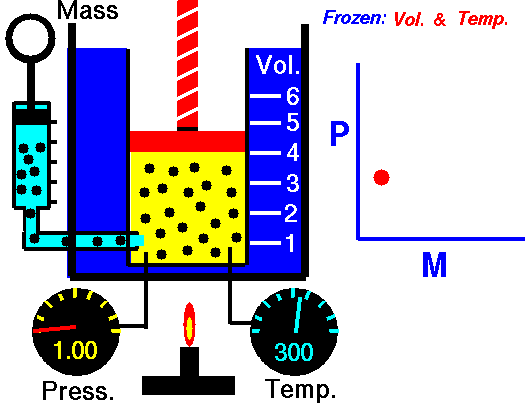 Mass
Frozen: Vol. & Temp.
Vol.
6
5
4
3
2
1
P
M
1.00
300
Press.
Temp.